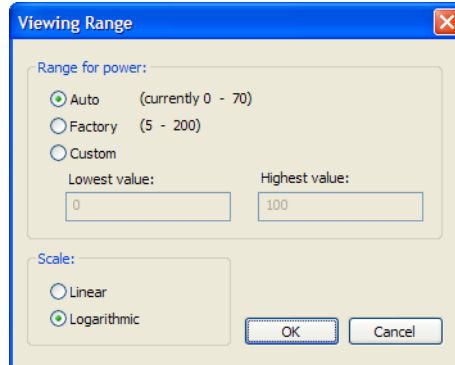 Viewing Range
Range for power:
Auto (currently 0 - 70)
Factory (5 - 200)
Custom
Lowest value: Highest value:
0 100
Scale:
Linear
Logarithmic
OK Cancel